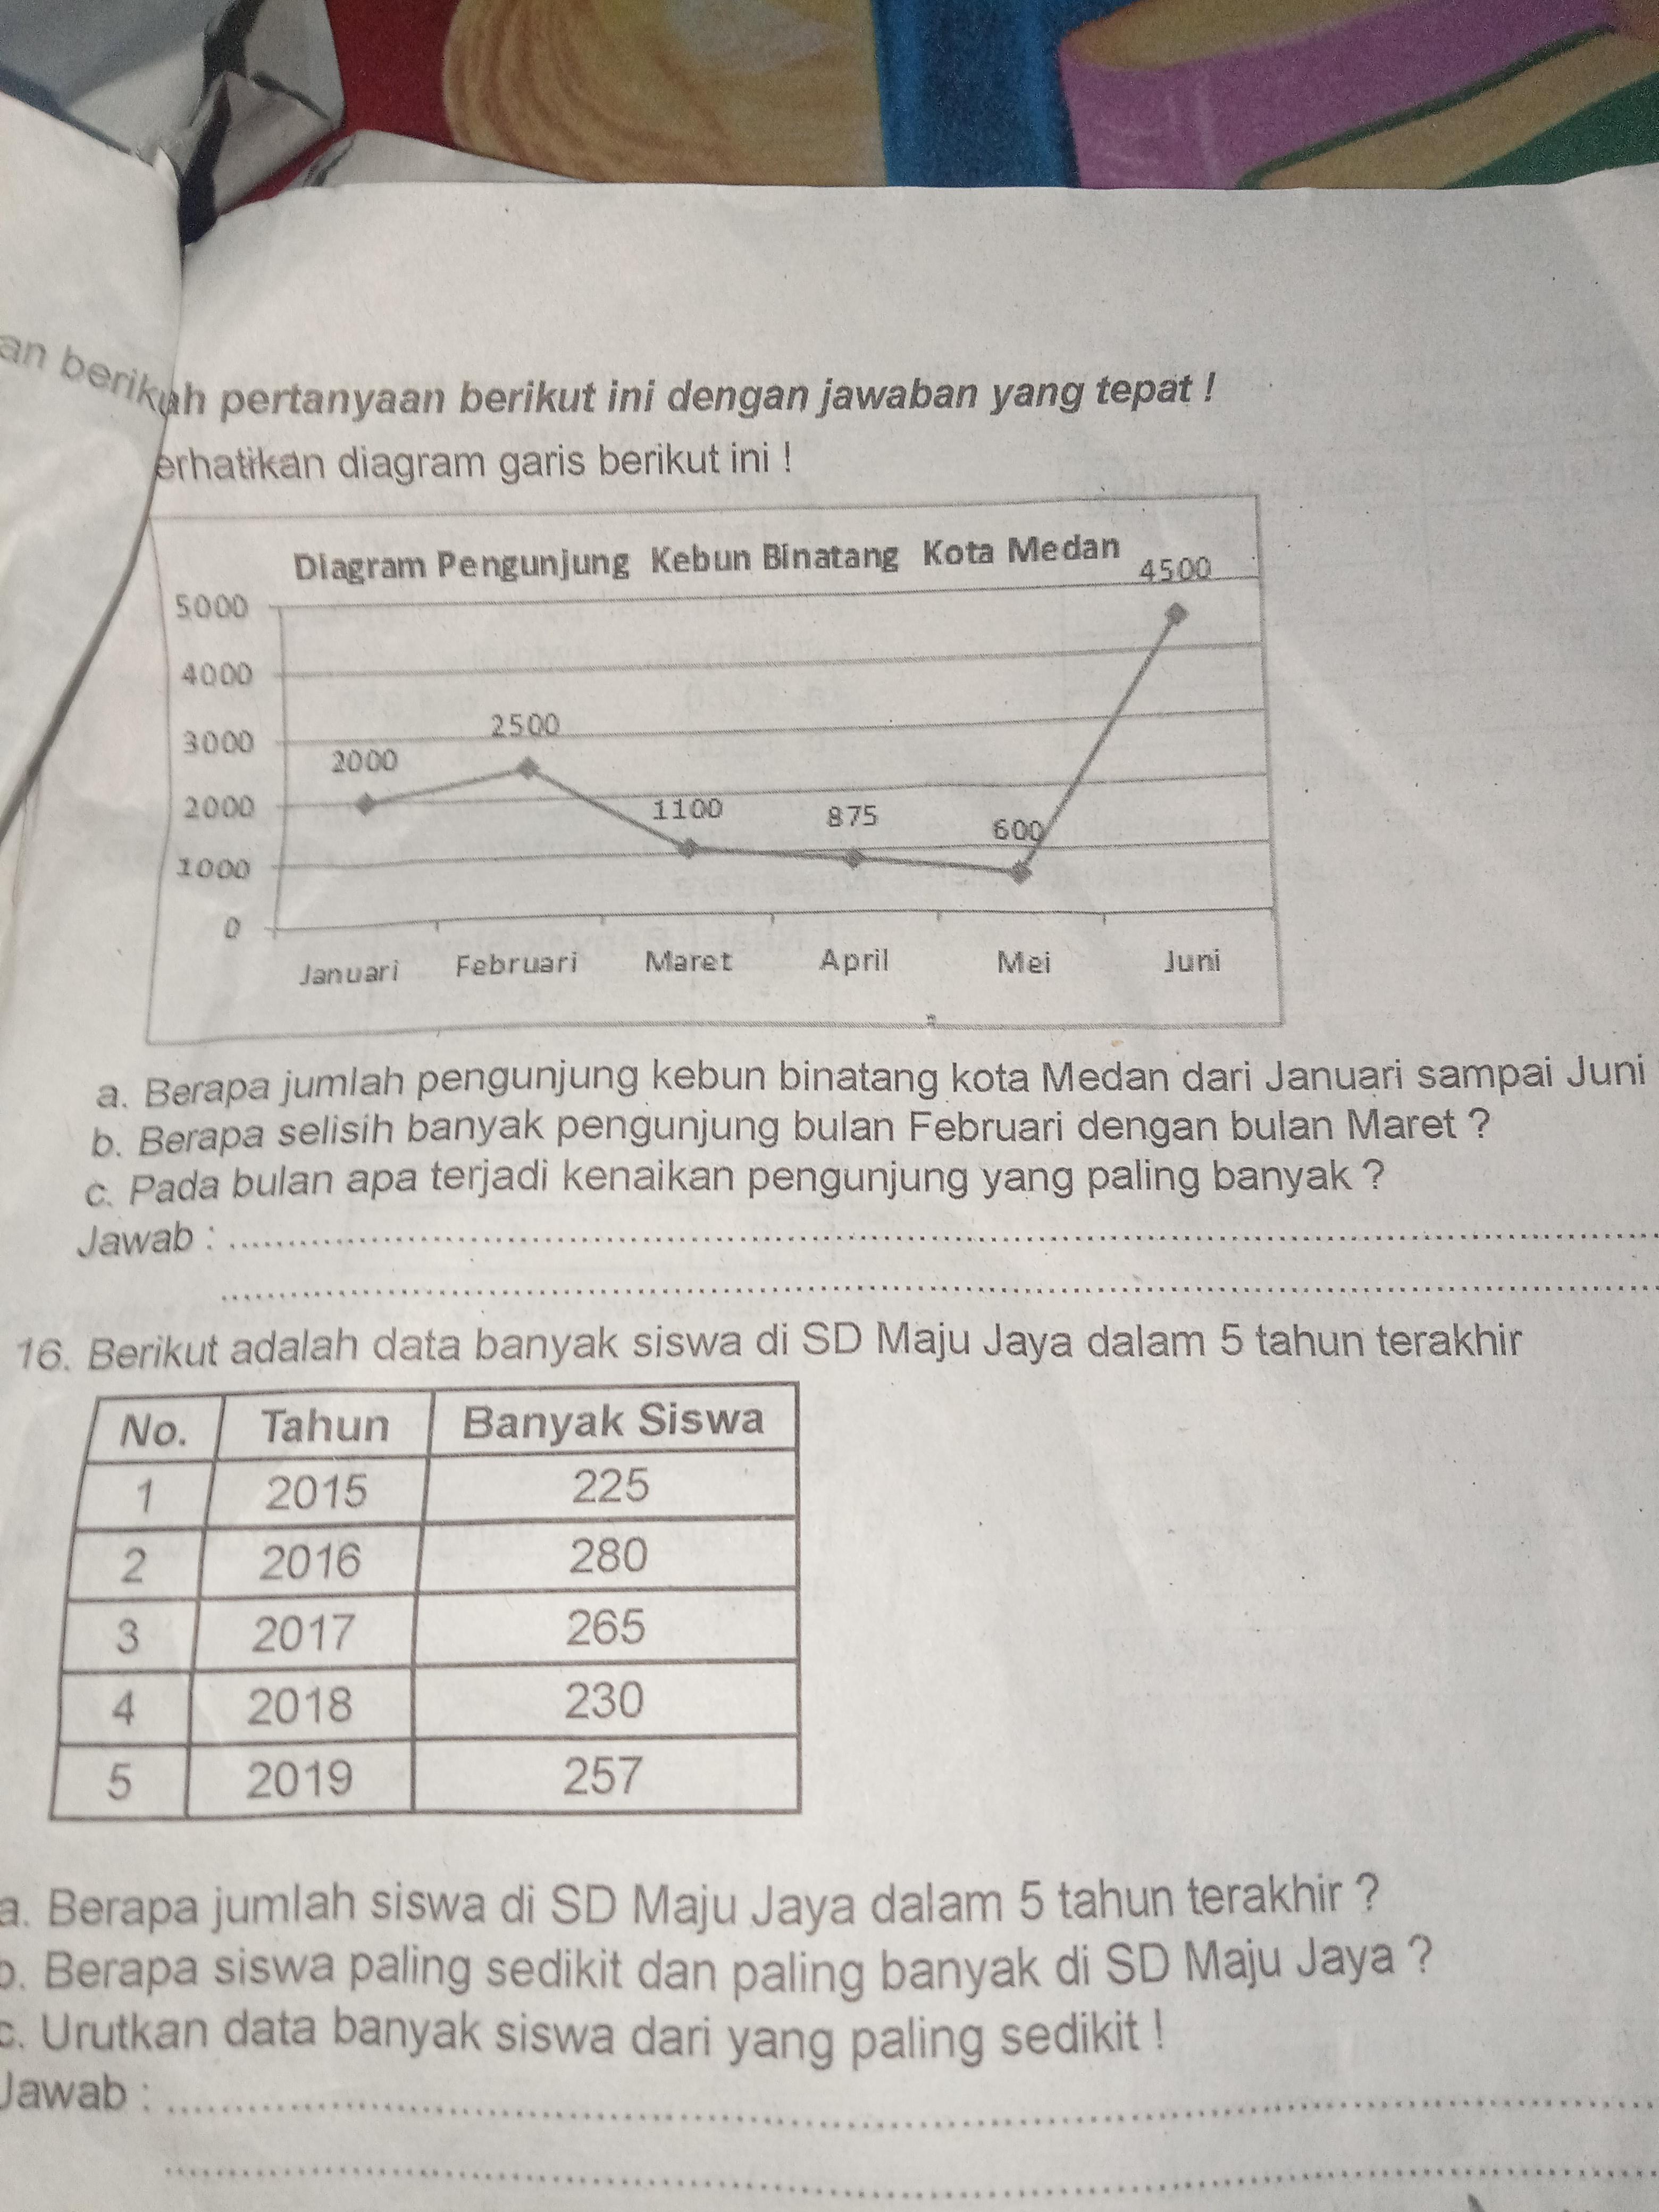 an berikut
ah pertanyaan berikut ini dengan jawaban yang tepat !
erhatikan diagram garis berikut ini !
Diagram Pengunjung Kebun Binatang Kota Medan
4500
5000
4000
2500
3000
2000
2000
1100
875
600
1000
0
Januari Februari Maret April Mei Juni
a. Berapa jumlah pengunjung kebun binatang kota Medan dari Januari sampai Juni
b. Berapa selisih banyak pengunjung bulan Februari dengan bulan Maret ?
c. Pada bulan apa terjadi kenaikan pengunjung yang paling banyak ?
Jawab :
16. Berikut adalah data banyak siswa di SD Maju Jaya dalam 5 tahun terakhir
No. Tahun Banyak Siswa
1 2015 225
2 2016 280
3 2017 265
4 2018 230
5 2019 257
a. Berapa jumlah siswa di SD Maju Jaya dalam 5 tahun terakhir ?
b. Berapa siswa paling sedikit dan paling banyak di SD Maju Jaya ?
c. Urutkan data banyak siswa dari yang paling sedikit !
Jawab :